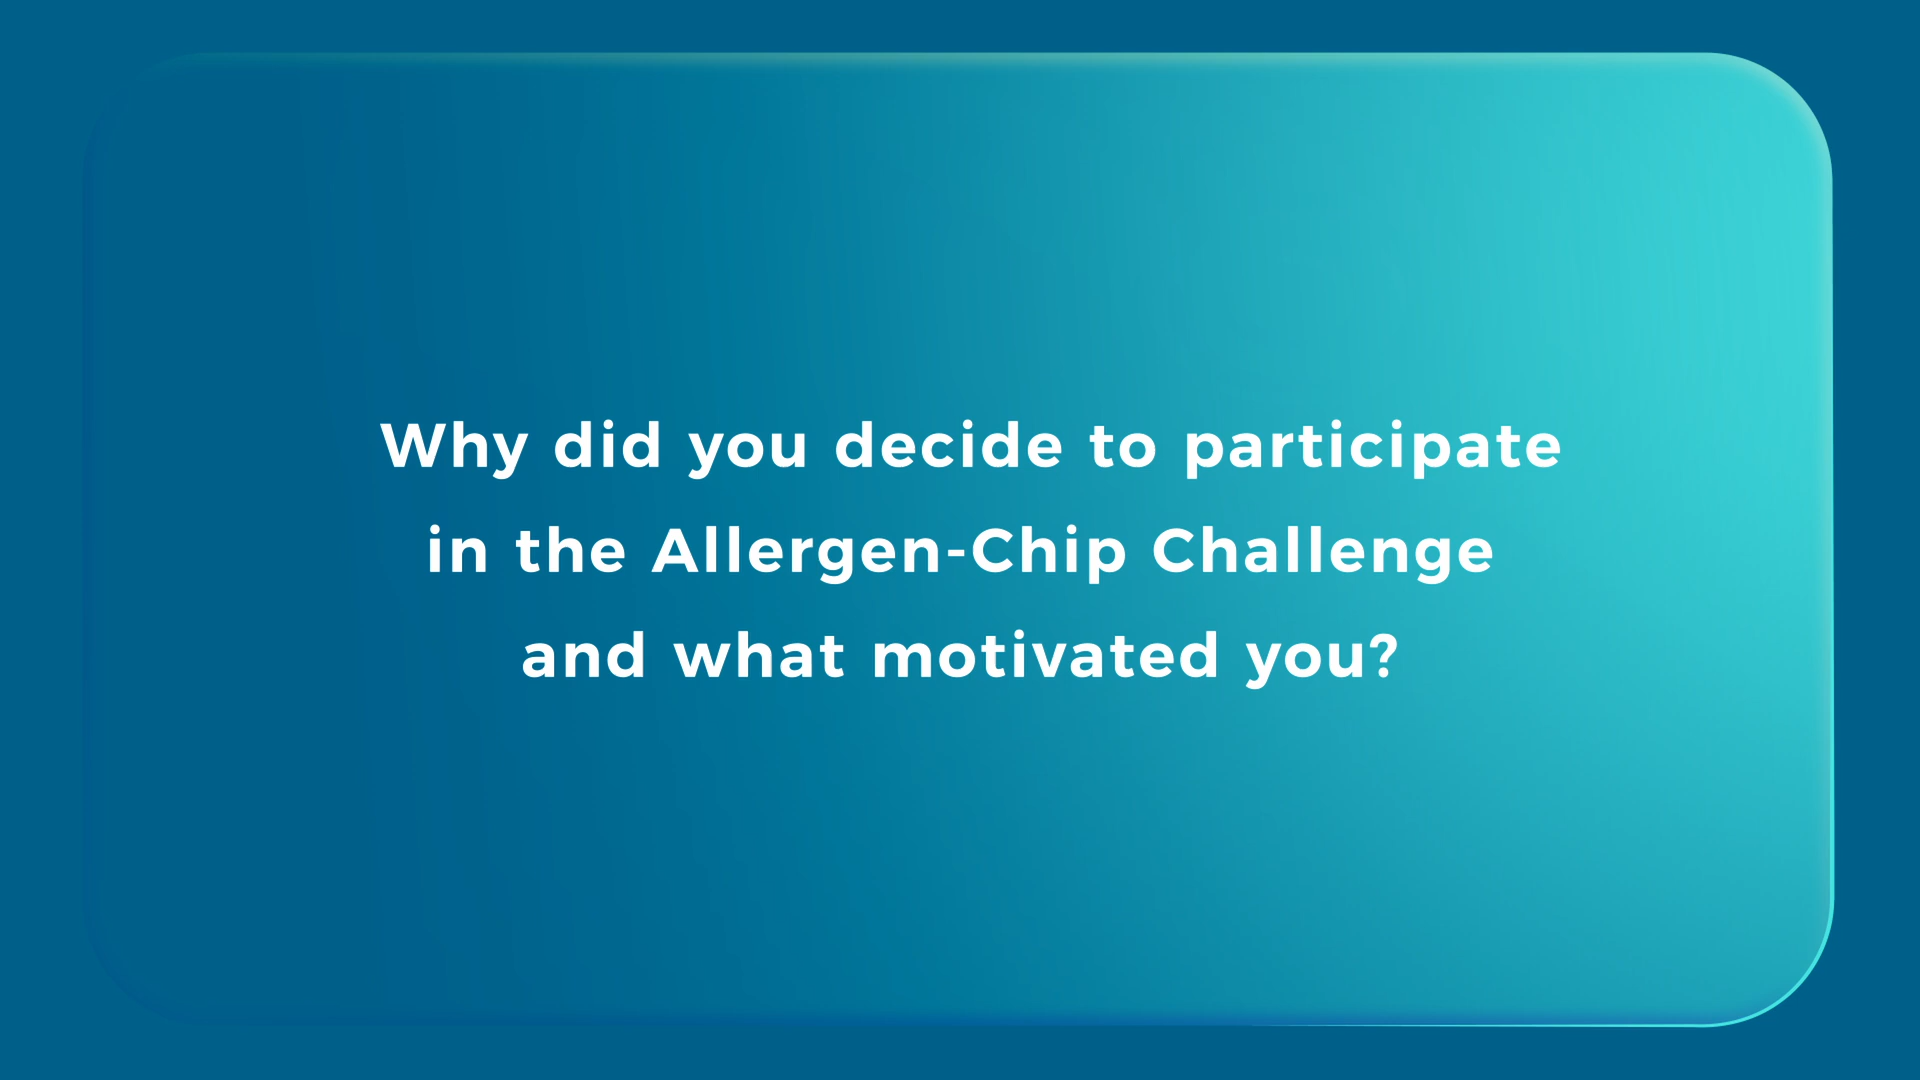 Why did you decide to participate
in the Allergen-Chip Challenge
and what motivated you?